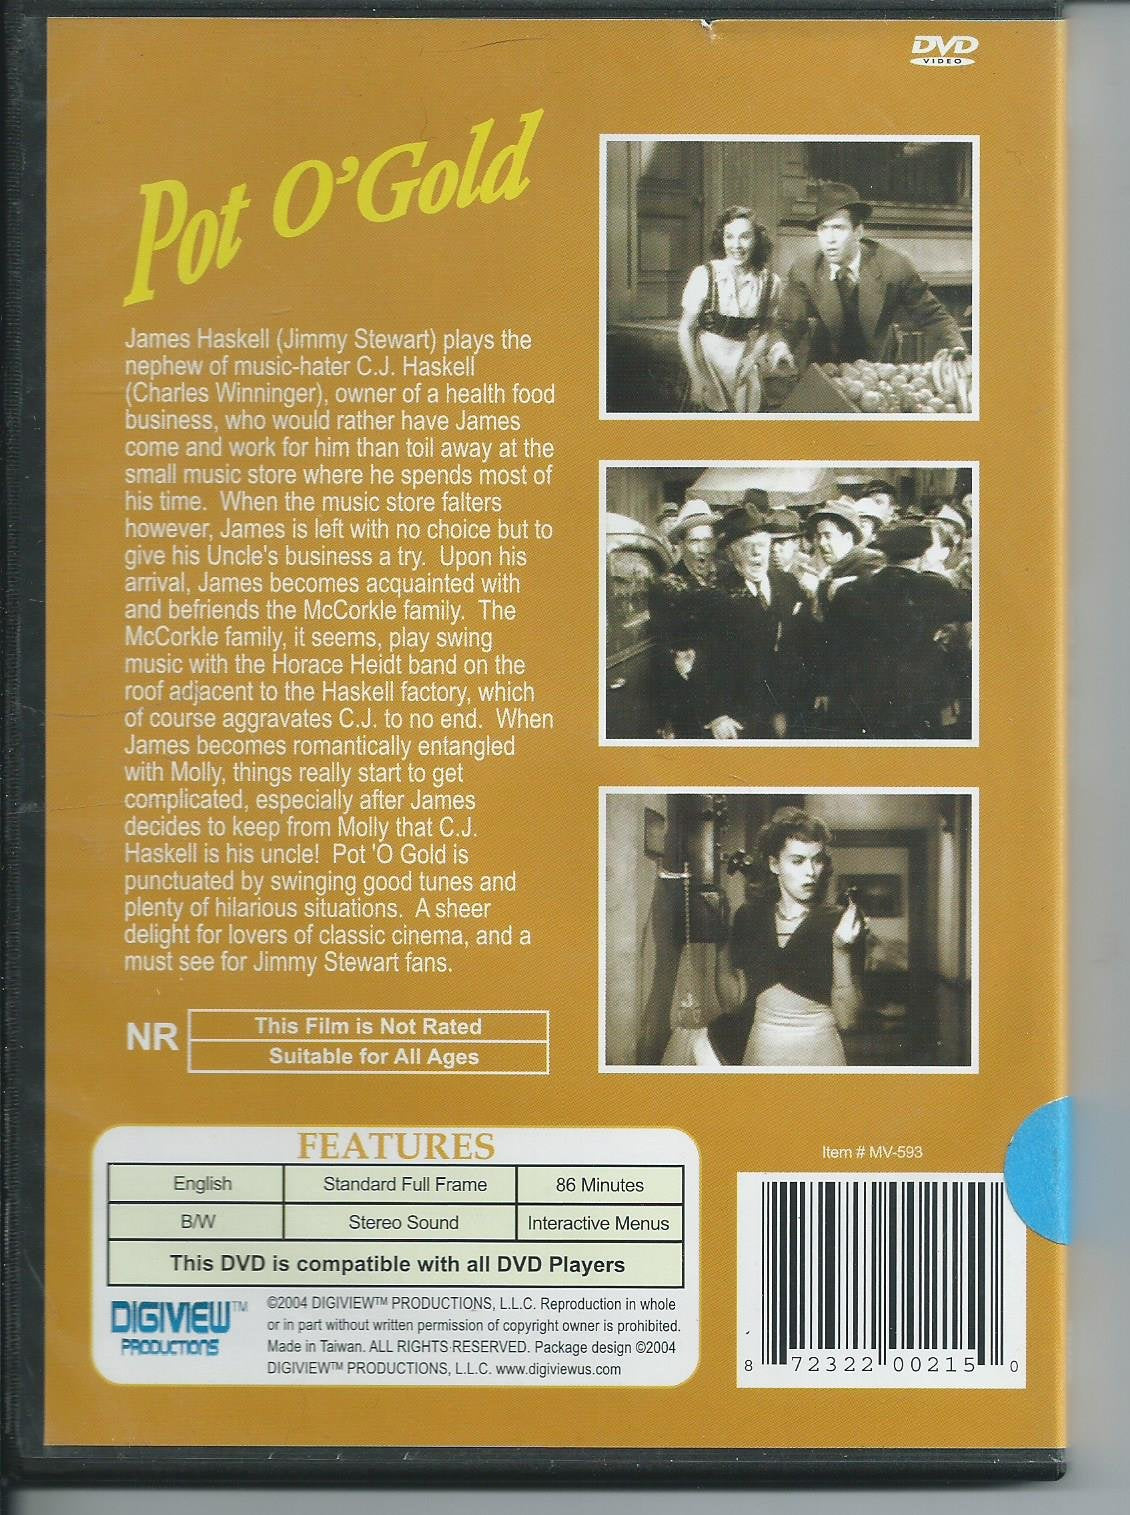 DVD
VIDEO
Pot O'Gold
James Haskell (Jimmy Stewart) plays the
nephew of music-hater C.J. Haskell
(Charles Winninger), owner of a health food
business, who would rather have James
come and work for him than toil away at the
small music store where he spends most of
his time. When the music store falters
however, James is left with no choice but to
give his Uncle's business a try. Upon his
arrival, James becomes acquainted with
and befriends the McCorkle family. The
McCorkle family, it seems, play swing
music with the Horace Heidt band on the
roof adjacent to the Haskell factory, which
of course aggravates C.J. to no end. When
James becomes romantically entangled
with Molly, things really start to get
complicated, especially after James
decides to keep from Molly that C.J.
Haskell is his uncle! Pot 'O Gold is
punctuated by swinging good tunes and
plenty of hilarious situations. A sheer
delight for lovers of classic cinema, and a
must see for Jimmy Stewart fans.
NR
This Film is Not Rated
Suitable for All Ages
FEATURES
English Standard Full Frame 86 Minutes
B/W Stereo Sound Interactive Menus
This DVD is compatible with all DVD Players
DIGIVIEW™
PRODUCTIONS
©2004 DIGIVIEW™ PRODUCTIONS, L.L.C. Reproduction in whole
or in part without written permission of copyright owner is prohibited.
Made in Taiwan. ALL RIGHTS RESERVED. Package design ©2004
DIGIVIEW™ PRODUCTIONS, L.L.C. www.digiviewus.com
Item # MV-593
8 72322 00215 0